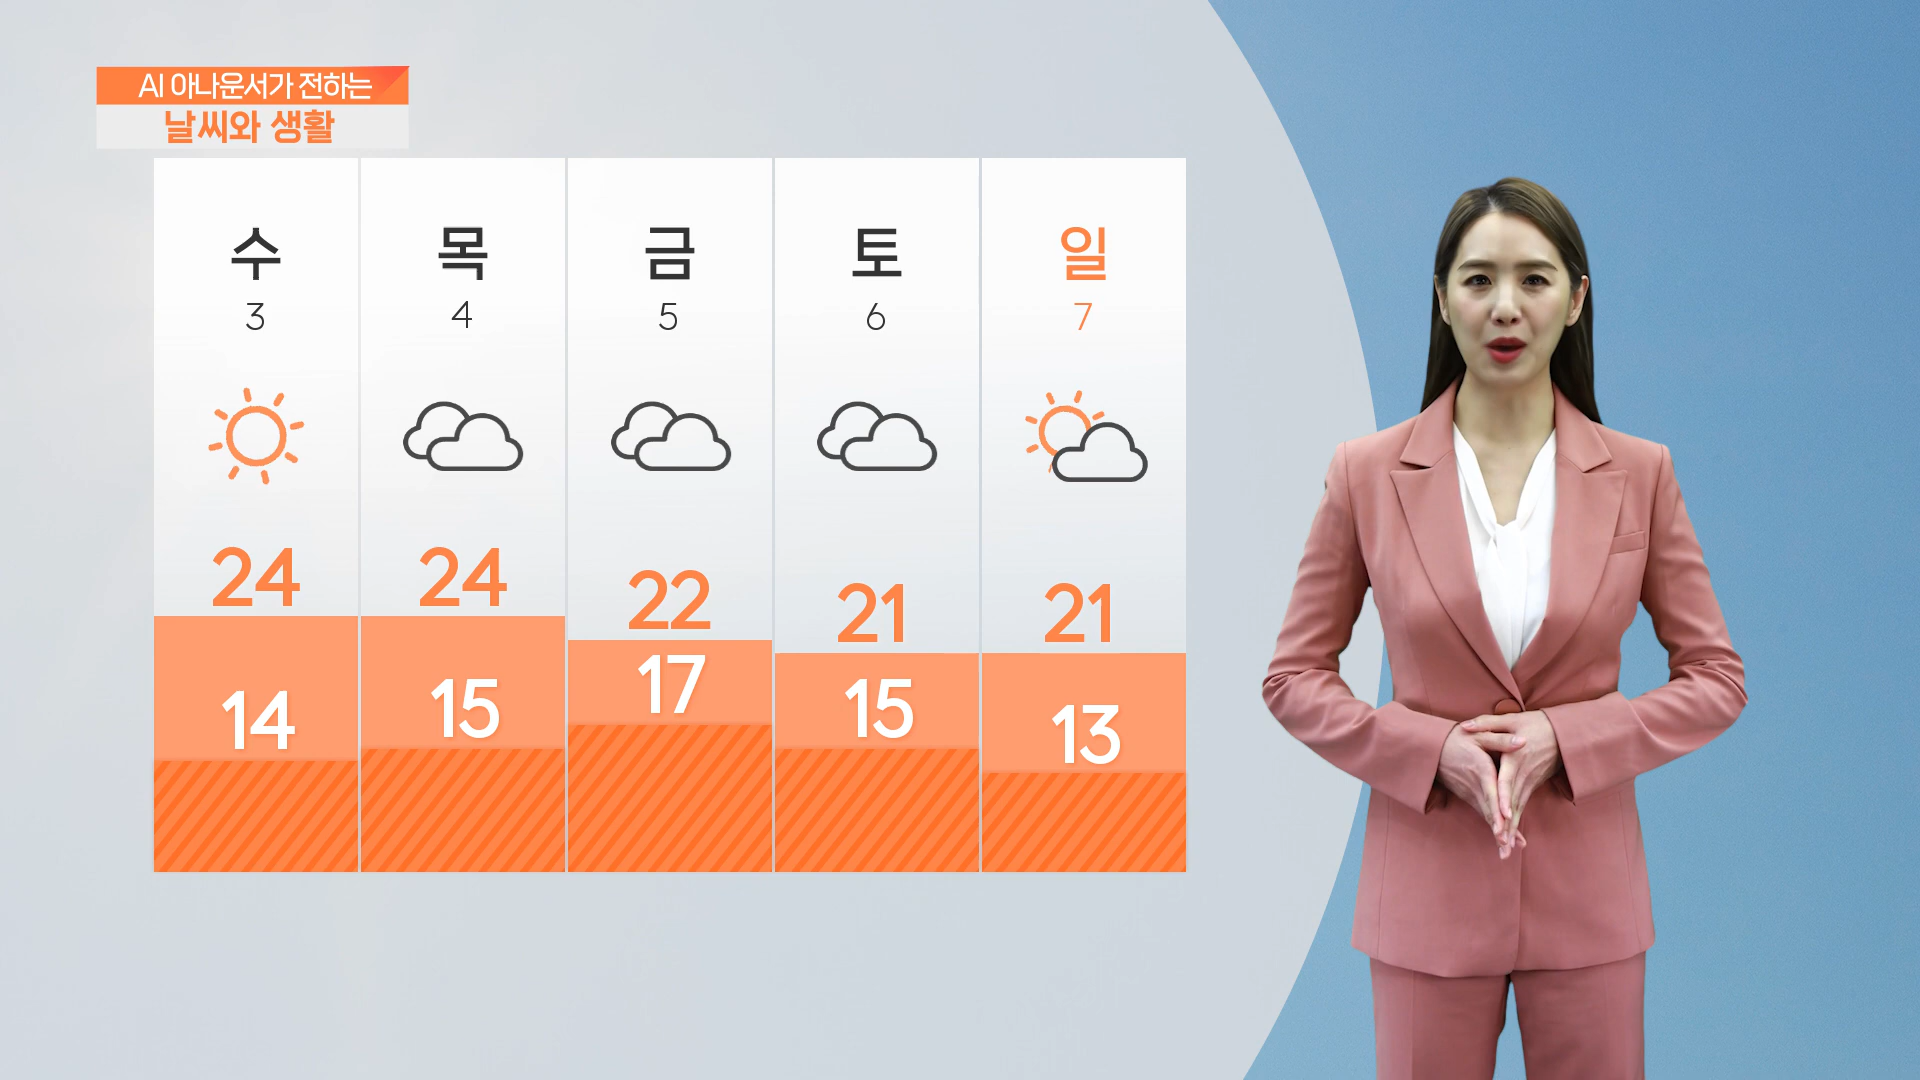 AI 아나운서가 전하는
날씨와 생활
수 목 금 토 일
3 4 5 6 7
24 24 22 21 21
14 15 17 15 13